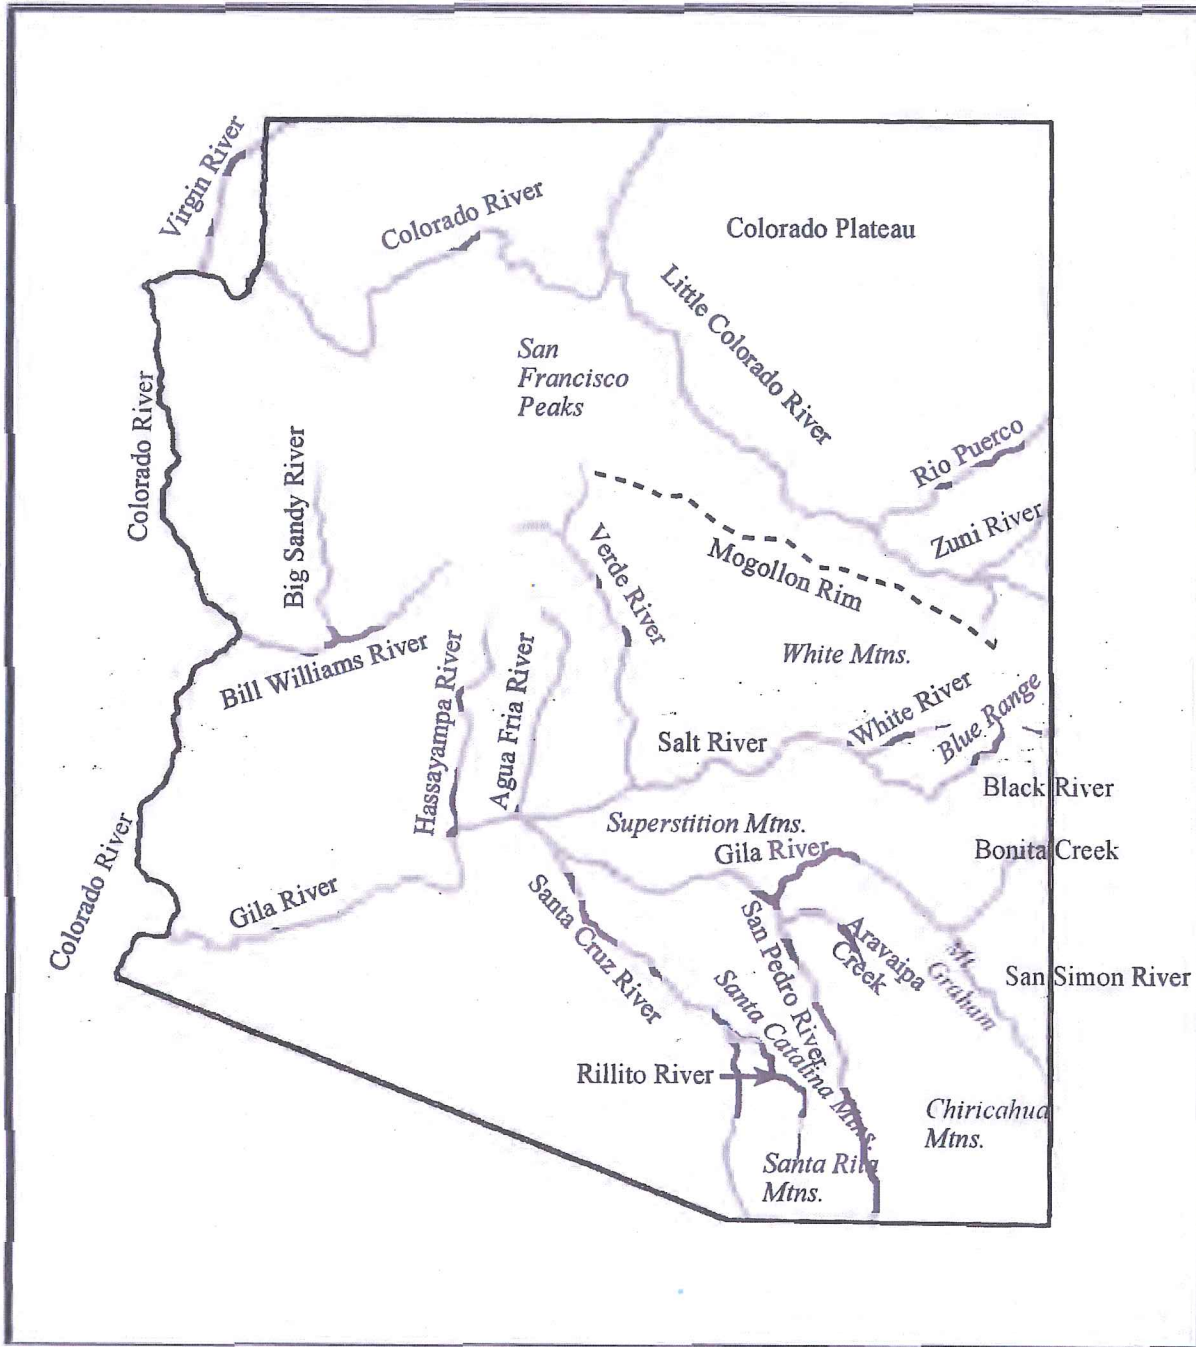 Virgin River
Colorado River
Colorado Plateau
Little Colorado River
San
Francisco
Peaks
Colorado River
Big Sandy River
Rio Puerco
Zuni River
Verde River
Mogollon Rim
Bill Williams River
Hassayampa River
Agua Fria River
White Mtns.
White River
Blue Range
Salt River
Black River
Superstition Mtns.
Gila River
Bonita Creek
Colorado River
Gila River
Santa Cruz River
San Pedro River
Aravaipa
Creek
Mt
Graham
San Simon River
Santa Catalina Mtns.
Rillito River
Chiricahua
Mtns.
Santa Rita
Mtns.